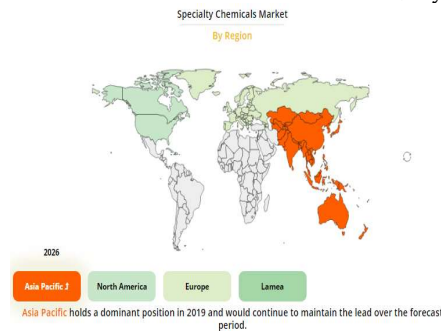 Specialty Chemicals Market
By Region
2026
Asia Pacific
North America
Europe
Lamea
Asia Pacific holds a dominant position in 2019 and would continue to maintain the lead over the forecast
period.